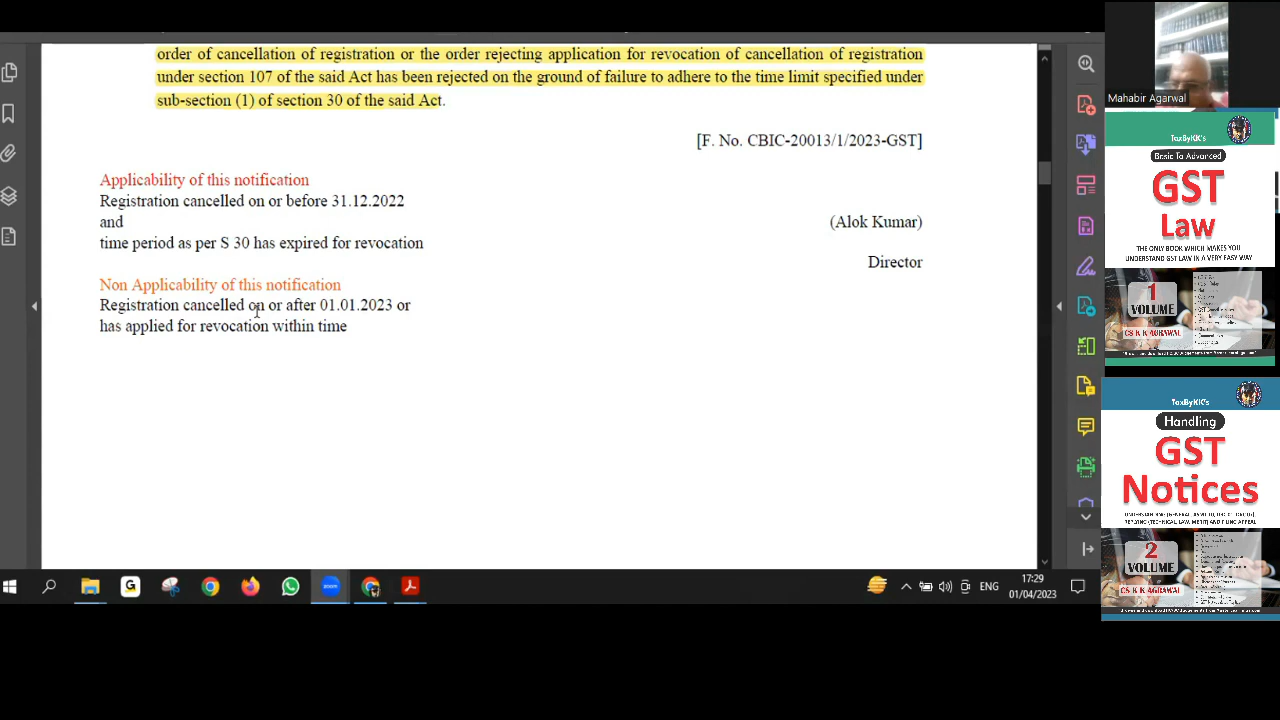 order of cancellation of registration or the order rejecting application for revocation of cancellation of registration
under section 107 of the said Act has been rejected on the ground of failure to adhere to the time limit specified under
sub-section (1) of section 30 of the said Act.
[F. No. CBIC-20013/1/2023-GST]
Applicability of this notification
Registration cancelled on or before 31.12.2022
and
time period as per S 30 has expired for revocation
(Alok Kumar)
Director
Non Applicability of this notification
Registration cancelled on or after 01.01.2023 or
has applied for revocation within time
Mahabir Agarwal
TaxByKK's
Basic To Advanced
GST
Law
THE ONLY BOOK WHICH MAKES YOU
UNDERSTAND GST LAW IN A VERY EASY WAY
1
VOLUME
CS K K AGRAWAL
TaxByKK's
Handling
GST
Notices
2
VOLUME
CS K K AGRAWAL
G
zoom
ENG
17:29
01/04/2023